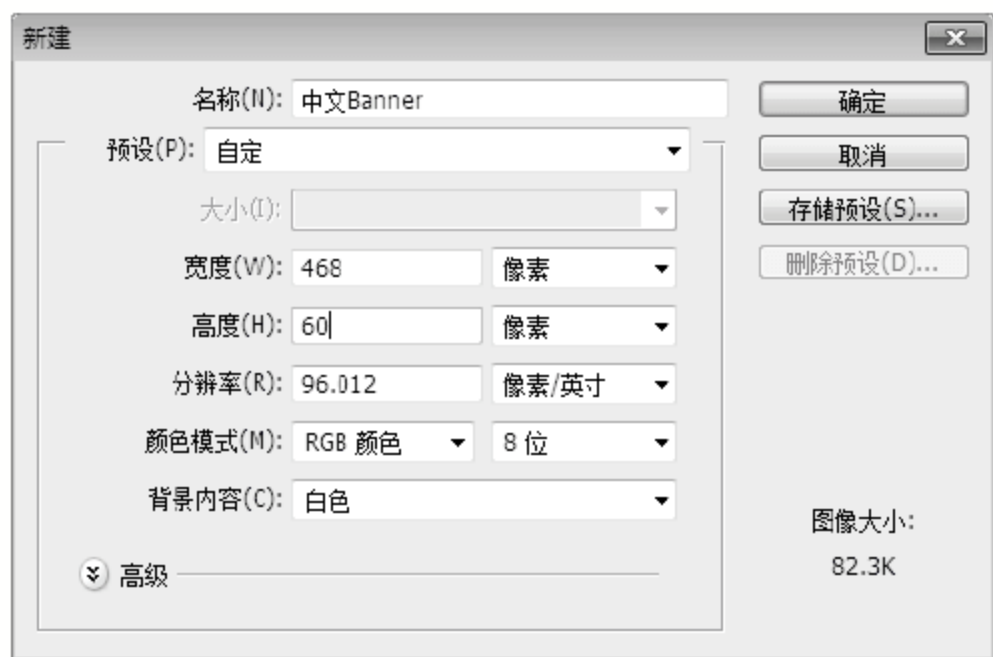 新建
名称(N): 中文Banner 确定
预设(P): 自定 取消
大小(I): 存储预设(S)...
宽度(W): 468 像素 删除预设(D)...
高度(H): 60 像素
分辨率(R): 96.012 像素/英寸
颜色模式(M): RGB 颜色 8 位
背景内容(C): 白色
图像大小:
高级 82.3K